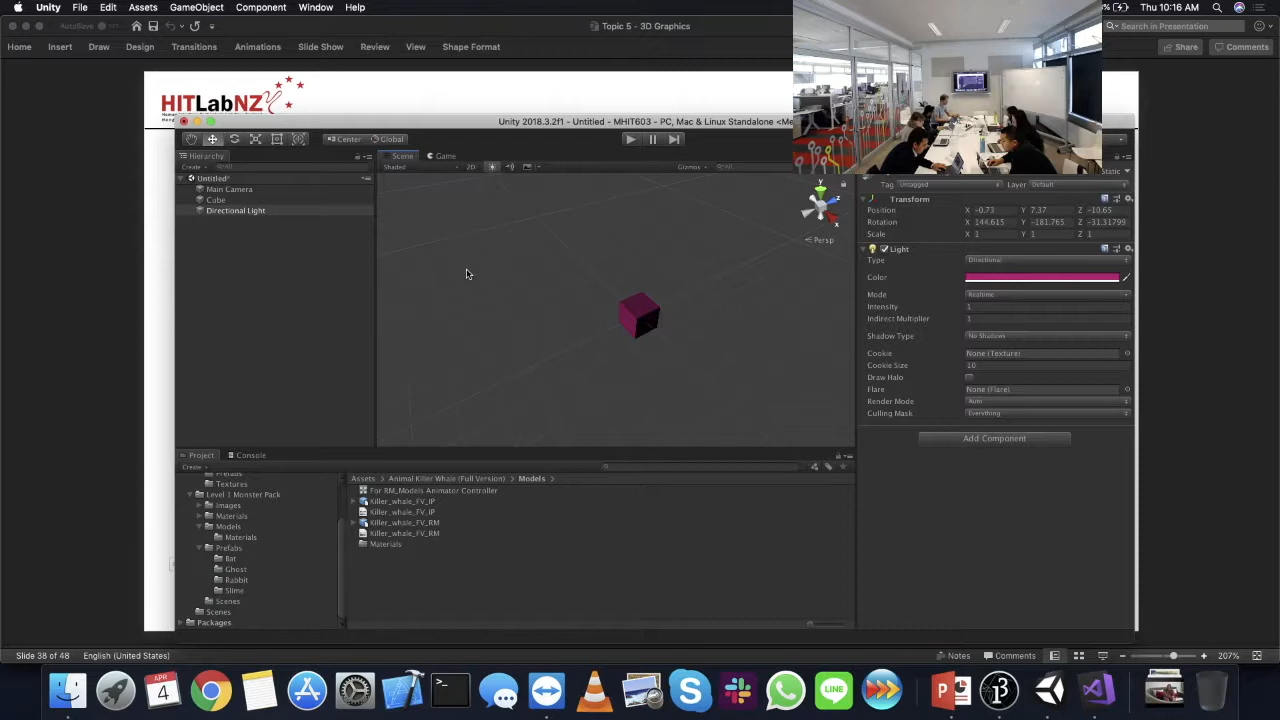 Unity File Edit Assets GameObject Component Window Help
% Thu 10:16 AM
AutoSave
Topic 5 - 3D Graphics
Search in Presentation
Home Insert Draw Design Transitions Animations Slide Show Review View Shape Format
Share Comments
HITLabNZ
Unity 2018.3.2f1 - Untitled - MHIT603 - PC, Mac & Linux Standalone <Me
Center Global
Hierarchy
Create
All
Untitled*
Main Camera
Cube
Directional Light
Scene Game
Shaded 2D Gizmos All
y
z
x
Persp
Static
Tag Untagged Layer Default
Transform
Position X -0.73 Y 7.37 Z -10.65
Rotation X 144.615 Y -181.765 Z -31.31799
Scale X 1 Y 1 Z 1
Light
Type Directional
Color
Mode Realtime
Intensity 1
Indirect Multiplier 1
Shadow Type No Shadows
Cookie None (Texture)
Cookie Size 10
Draw Halo
Flare None (Flare)
Render Mode Auto
Culling Mask Everything
Add Component
Project Console
Create
Prefabs
Textures
Level 1 Monster Pack
Images
Materials
Models
Materials
Prefabs
Bat
Ghost
Rabbit
Slime
Scenes
Scenes
Packages
Assets > Animal Killer Whale (Full Version) > Models >
For RM_Models Animator Controller
Killer_whale_FV_IP
Killer_whale_FV_IP
Killer_whale_FV_RM
Killer_whale_FV_RM
Materials
Slide 38 of 48 English (United States)
Notes Comments 207%
APR
4
LINE